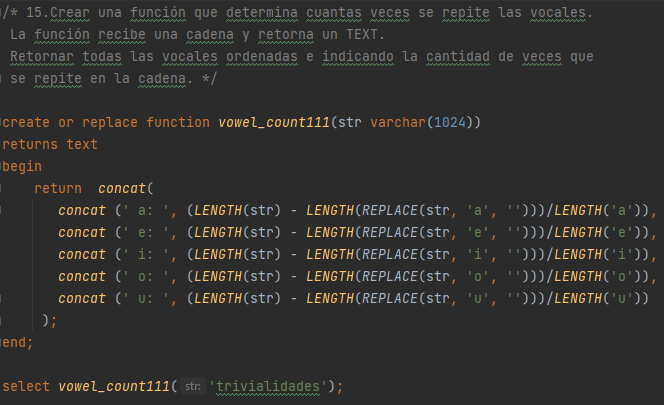 /* 15.Crear una función que determina cuantas veces se repite las vocales.
La función recibe una cadena y retorna un TEXT.
Retornar todas las vocales ordenadas e indicando la cantidad de veces que
se repite en la cadena. */
create or replace function vowel_count111(str varchar(1024))
returns text
begin
return concat(
concat (' a: ', (LENGTH(str) - LENGTH(REPLACE(str, 'a', '')))/LENGTH('a')),
concat (' e: ', (LENGTH(str) - LENGTH(REPLACE(str, 'e', '')))/LENGTH('e')),
concat (' i: ', (LENGTH(str) - LENGTH(REPLACE(str, 'i', '')))/LENGTH('i')),
concat (' o: ', (LENGTH(str) - LENGTH(REPLACE(str, 'o', '')))/LENGTH('o')),
concat (' u: ', (LENGTH(str) - LENGTH(REPLACE(str, 'u', '')))/LENGTH('u'))
);
end;
select vowel_count111( str: 'trivialidades');